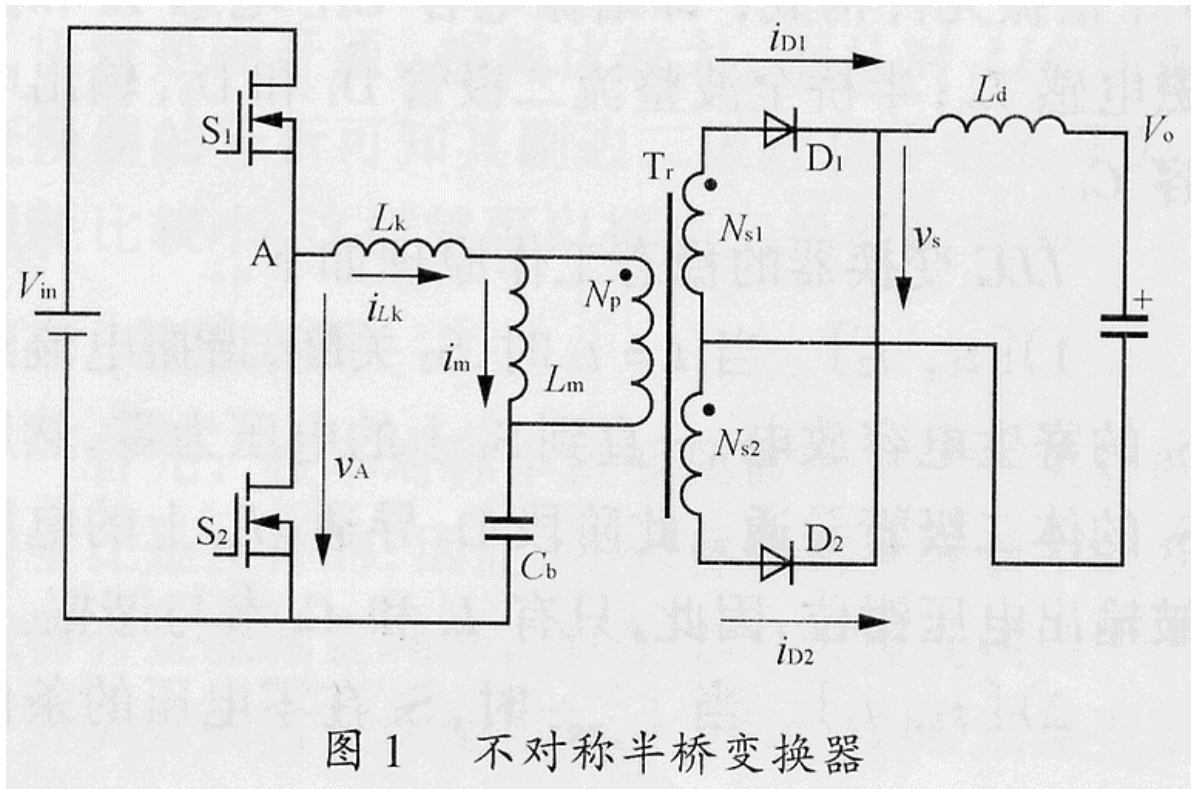 iD1
Ld
Vo
S1
D1
Tr
Lk
A
Ns1
vs
Vin
Np
+
iLk
im
Lm
Ns2
vA
S2
D2
Cb
iD2
图 1 不对称半桥变换器